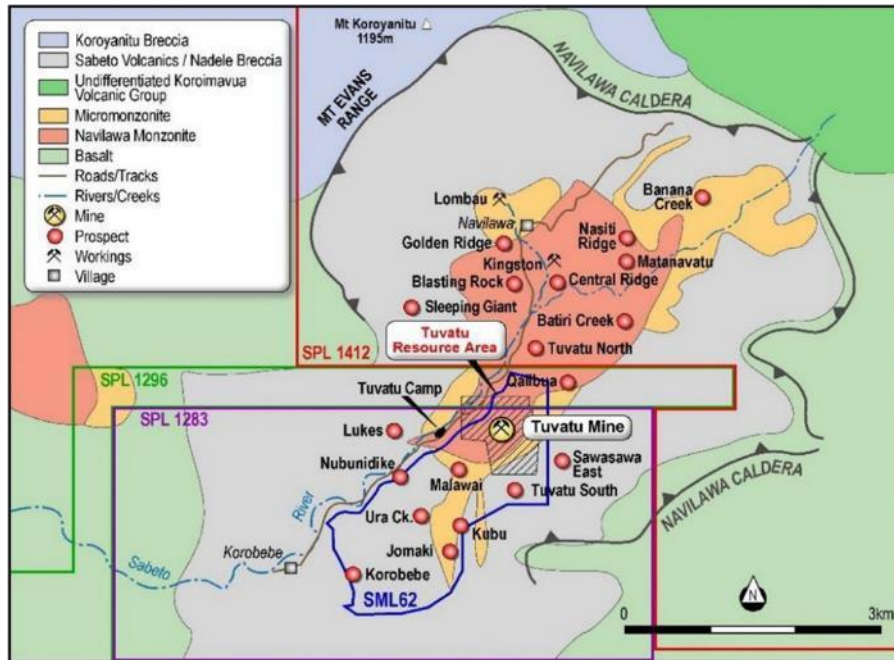 Koroyanitu Breccia
Sabeto Volcanics / Nadele Breccia
Undifferentiated Koroimavua
Volcanic Group
Micromonzonite
Navilawa Monzonite
Basalt
Roads/Tracks
Rivers/Creeks
Mine
Prospect
Workings
Village
Mt Koroyanitu
1195m
MT EVANS
RANGE
NAVILAWA CALDERA
Lombau
Navilawa
Banana
Creek
Golden Ridge
Nasiti
Ridge
Kingston
Matanavatu
Blasting Rock
Central Ridge
Sleeping Giant
Batiri Creek
Tuvatu
Resource Area
Tuvatu North
SPL 1412
SPL 1296
Tuvatu Camp
Qalibua
SPL 1283
Lukes
Tuvatu Mine
Nubunidike
Malawai
Sawasawa
East
Tuvatu South
NAVILAWA CALDERA
River
Ura Ck.
Kubu
Sabeto
Korobebe
Jomaki
Korobebe
SML62
N
0
3km